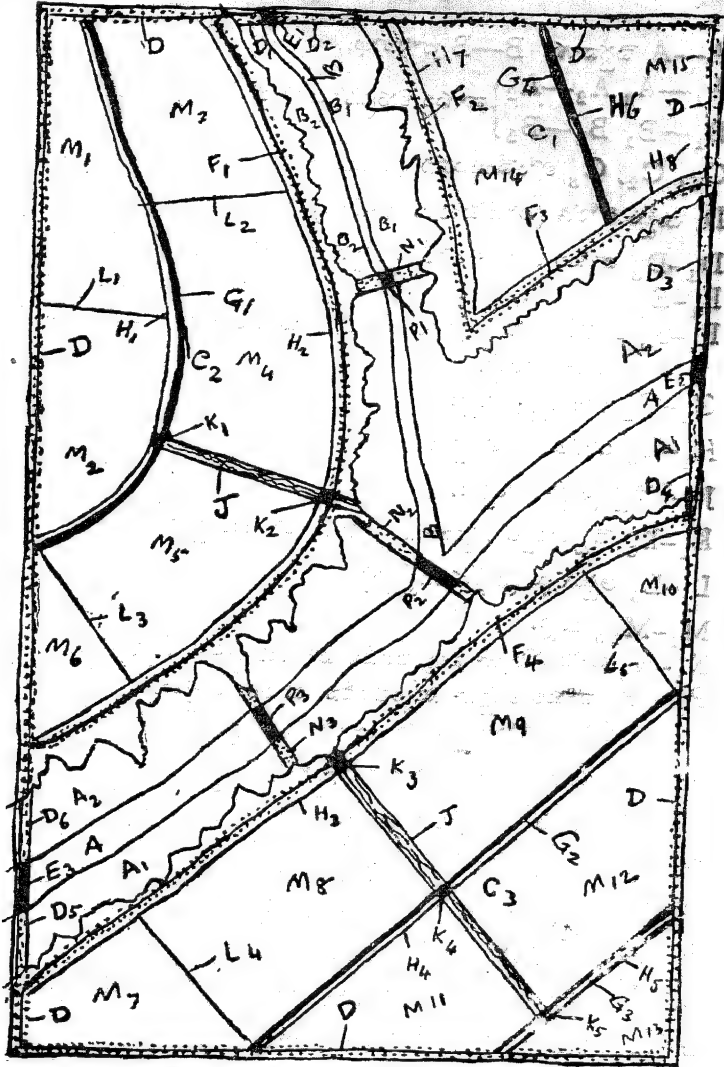 D
D1
E1
D2
B
H7
F2
G4
D
M15
M1
M3
B2
B1
H6
D
C1
F1
M14
H8
L2
F3
B2
B1
N1
D3
L1
G1
H1
P1
D
C2
M4
H2
A2
E2
A
K1
A1
M2
J
D4
K2
N2
B
M5
P2
M10
L3
M6
F4
L5
P3
M9
N3
A2
K3
D6
D
H3
J
E3
A
A1
G2
M8
M12
C3
D5
K4
L4
H4
H5
M7
G3
D
D
M11
K5
M13